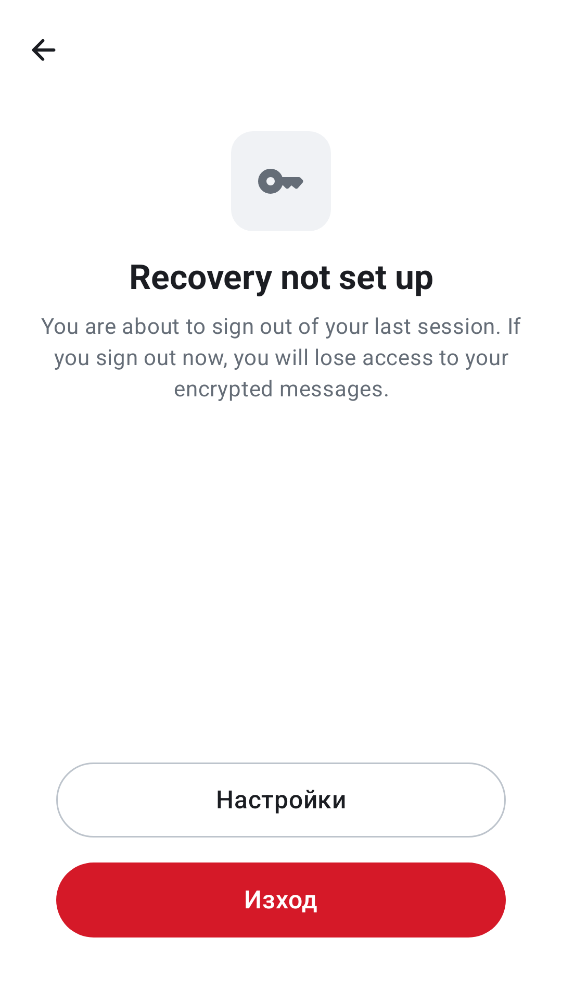 Recovery not set up
You are about to sign out of your last session. If
you sign out now, you will lose access to your
encrypted messages.
Настройки
Изход